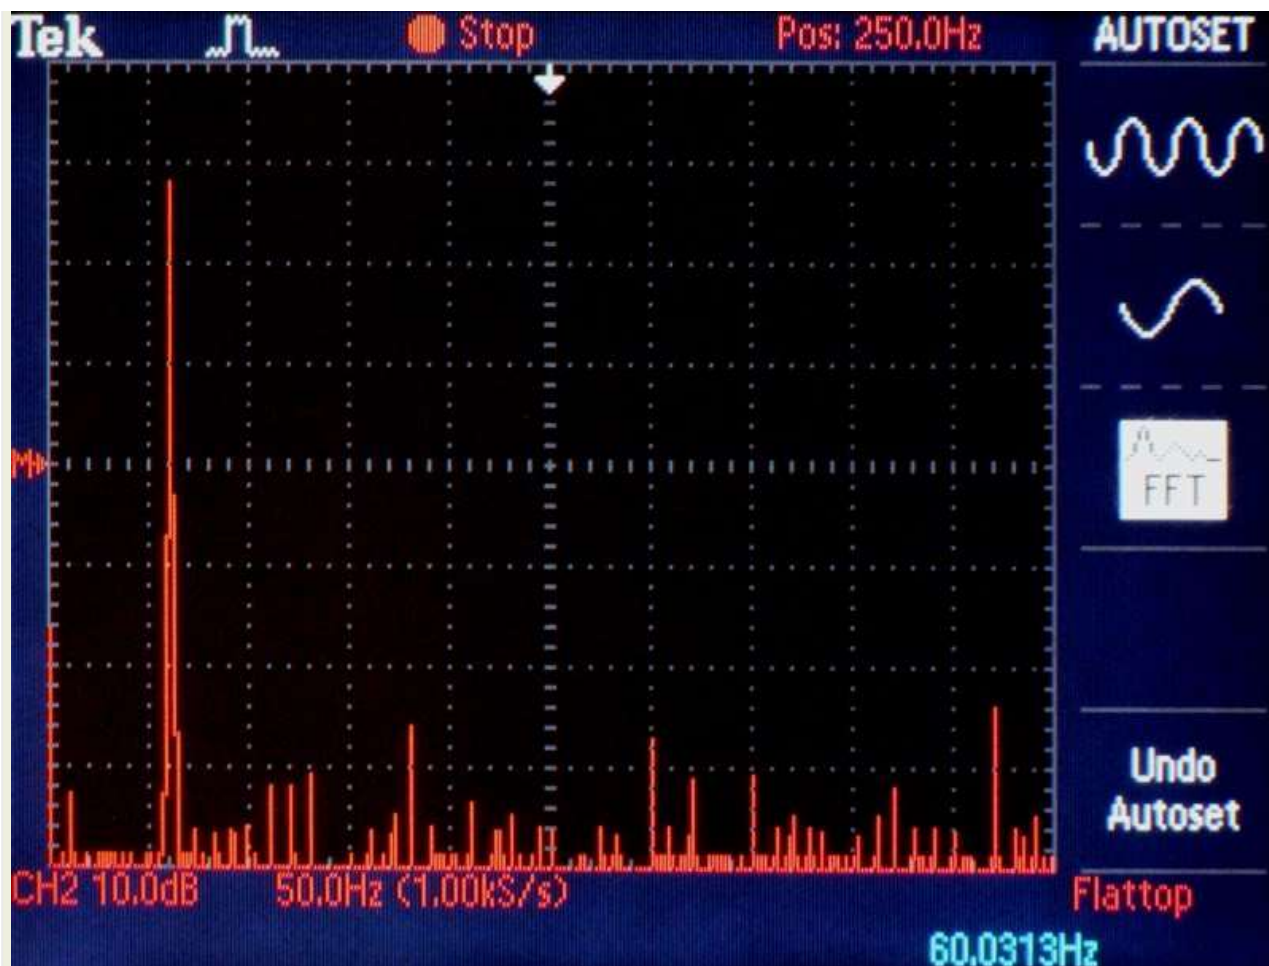 Tek Stop Pos: 250.0Hz AUTOSET
M
FFT
Undo
Autoset
CH2 10.0dB 50.0Hz (1.00kS/s) Flattop
60.0313Hz